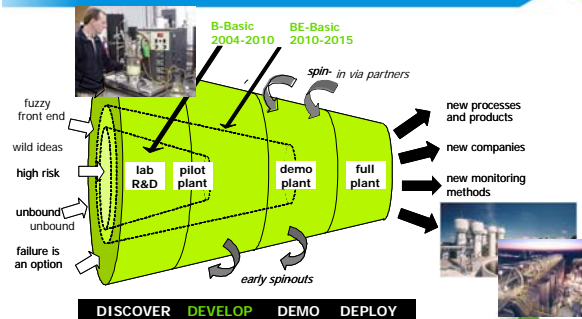 B-Basic
2004-2010
BE-Basic
2010-2015
spin- in via partners
fuzzy
front end
wild ideas
high risk
unbound
unbound
failure is
an option
lab
R&D
pilot
plant
demo
plant
full
plant
new processes
and products
new companies
new monitoring
methods
early spinouts
DISCOVER DEVELOP DEMO DEPLOY